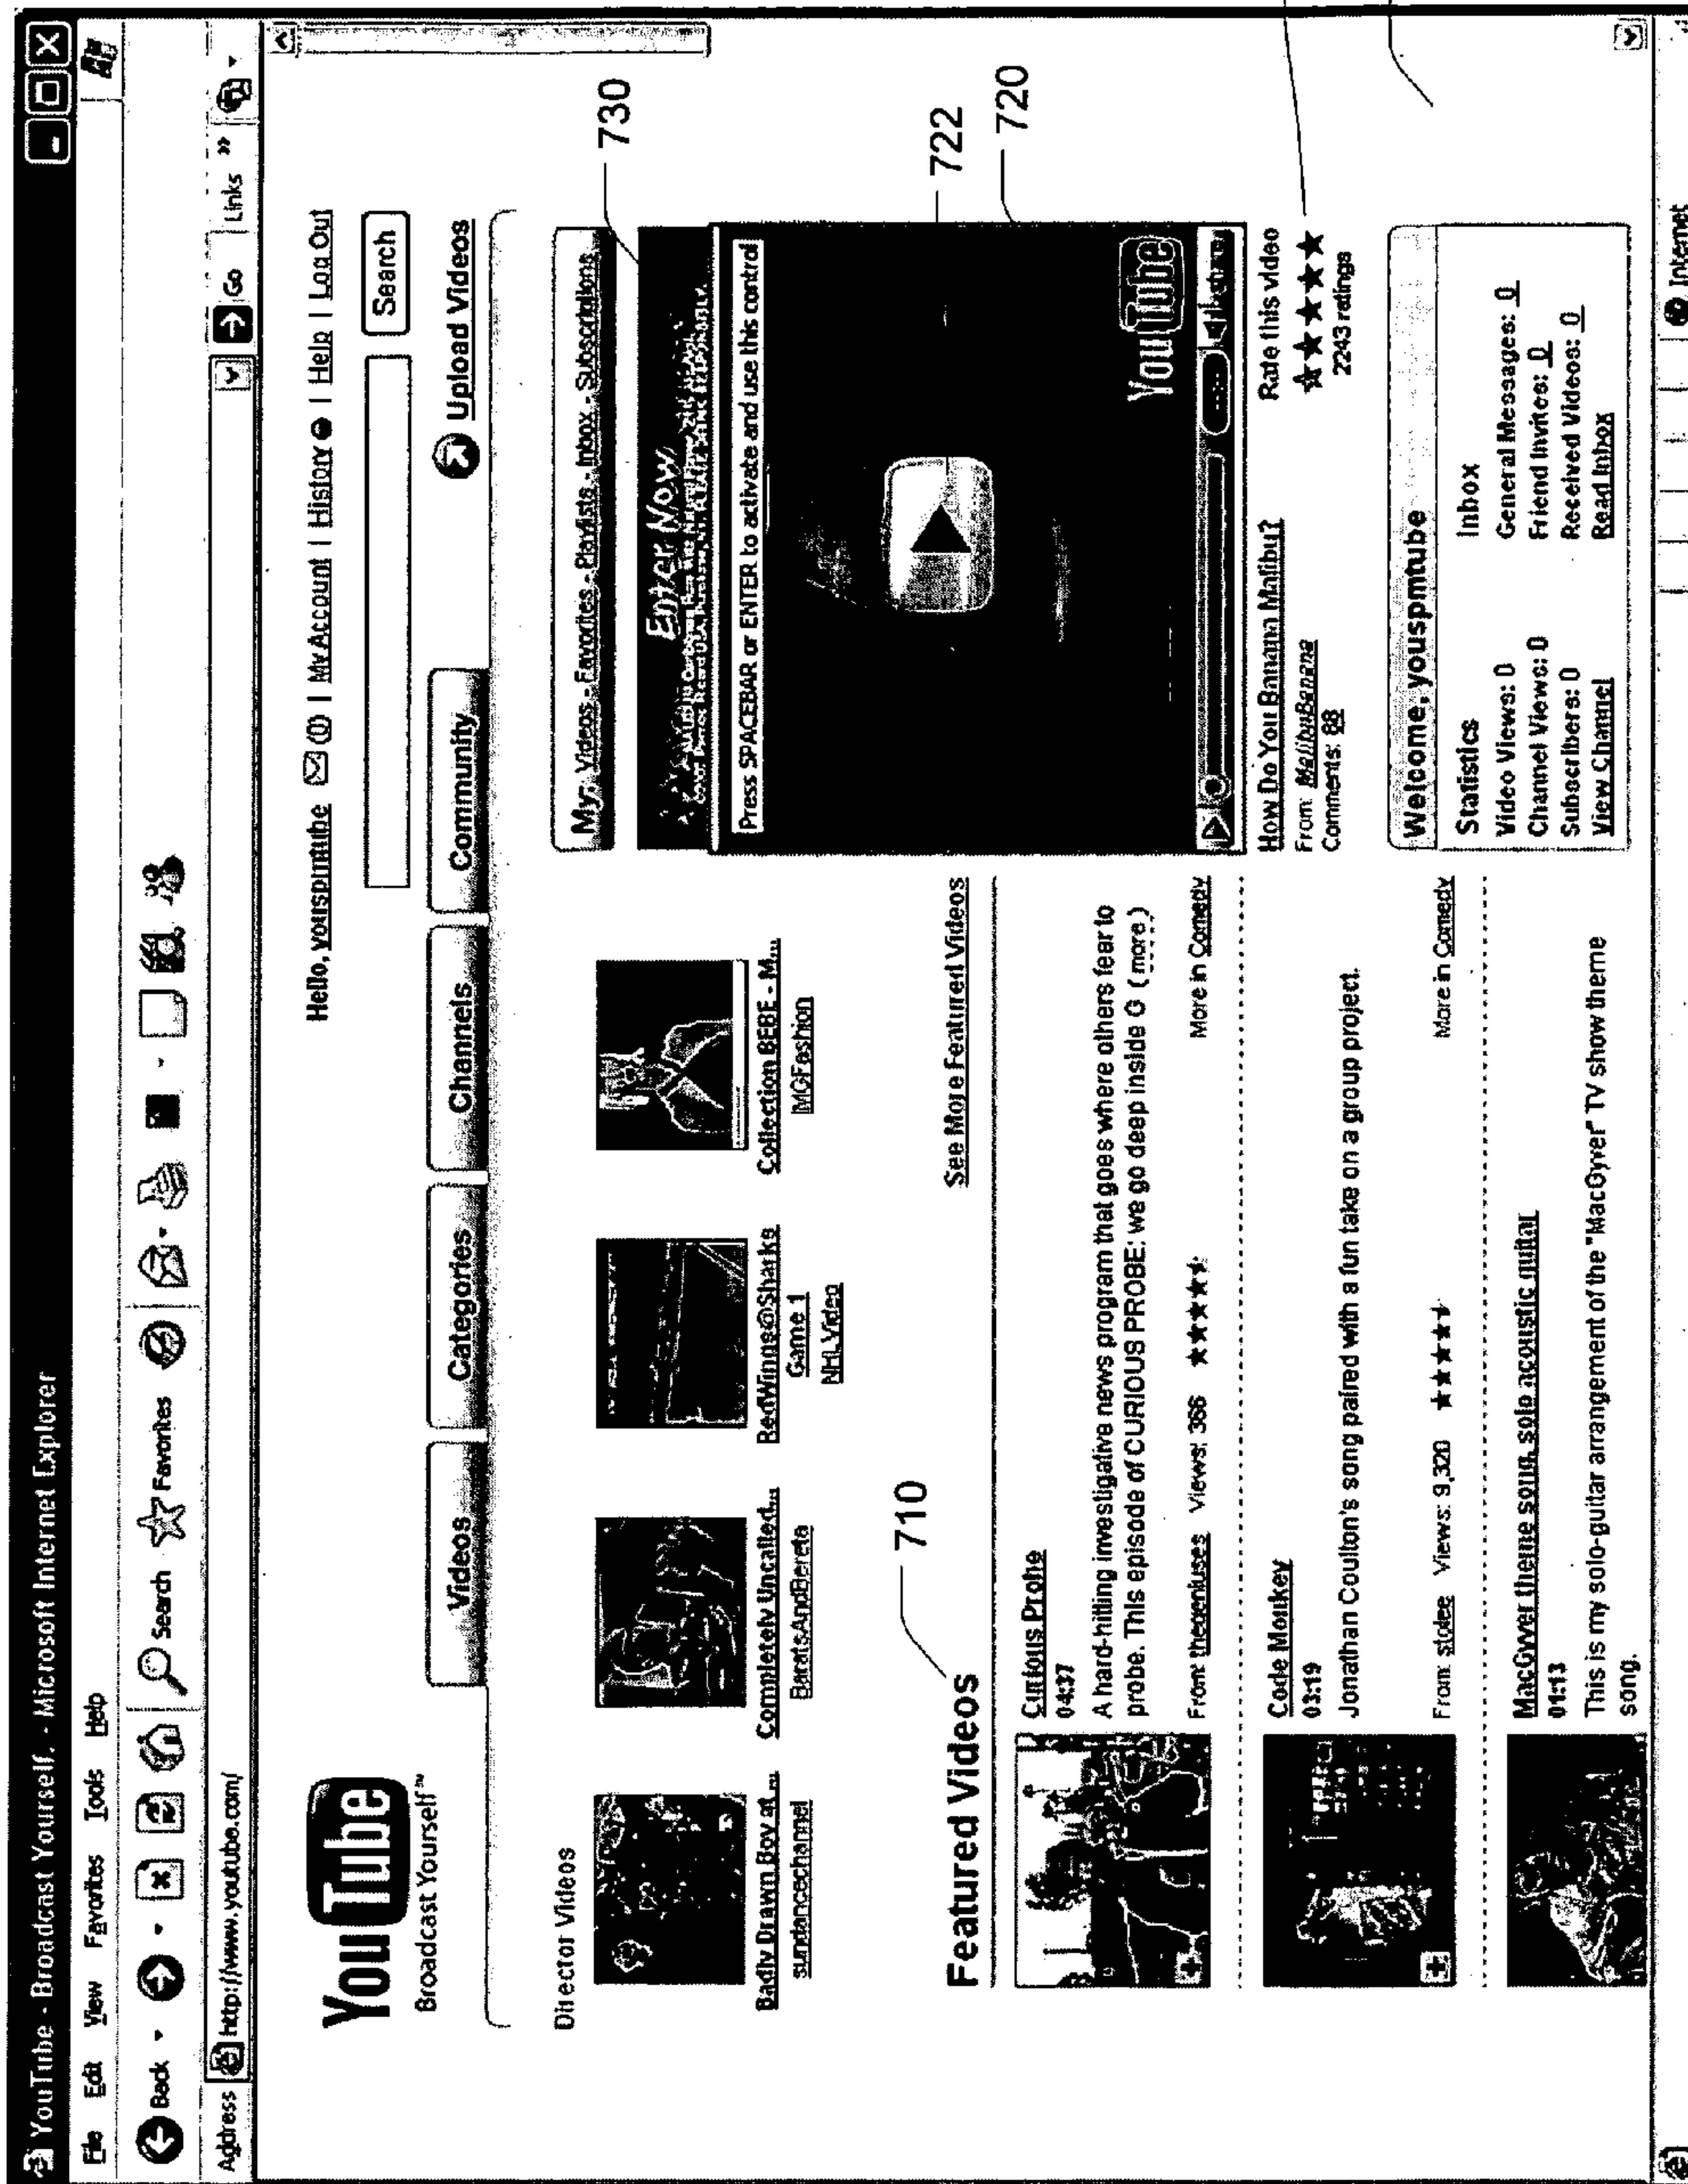 YouTube - Broadcast Yourself. - Microsoft Internet Explorer
File Edit View Favorites Tools Help
Back Search Favorites
Address http://www.youtube.com/ Go Links »
Hello, youspmtube (0) | My Account | History | Help | Log Out
YouTube
Broadcast Yourself™
Search
Videos Categories Channels Community Upload Videos
Director Videos
Badly Drawn Boy at ...
sundancechannel
Completely Uncalled...
BaratsAndBereta
RedWings@Sharks
Game 1
NHLVideo
Collection BEBE - M...
MGFashion
My: Videos - Favorites - Playlists - Inbox - Subscriptions
730
Enter Now
Press SPACEBAR or ENTER to activate and use this control
722
720
YouTube
How Do You Banana Malibu?
From: MalibuBanana
Comments: 88
Rate this video
2243 ratings
Featured Videos
710
See More Featured Videos
Curious Probe
04:37
A hard-hitting investigative news program that goes where others fear to
probe. This episode of CURIOUS PROBE: we go deep inside G (more)
From: thegeniuses Views: 366 More in Comedy
Code Monkey
03:19
Jonathan Coulton's song paired with a fun take on a group project.
From: stolee Views: 9,320 More in Comedy
MacGyver theme song, solo acoustic guitar
01:13
This is my solo-guitar arrangement of the "MacGyver" TV show theme
song.
Welcome, youspmtube
Statistics
Video Views: 0
Channel Views: 0
Subscribers: 0
View Channel
Inbox
General Messages: 0
Friend Invites: 0
Received Videos: 0
Read Inbox
Internet